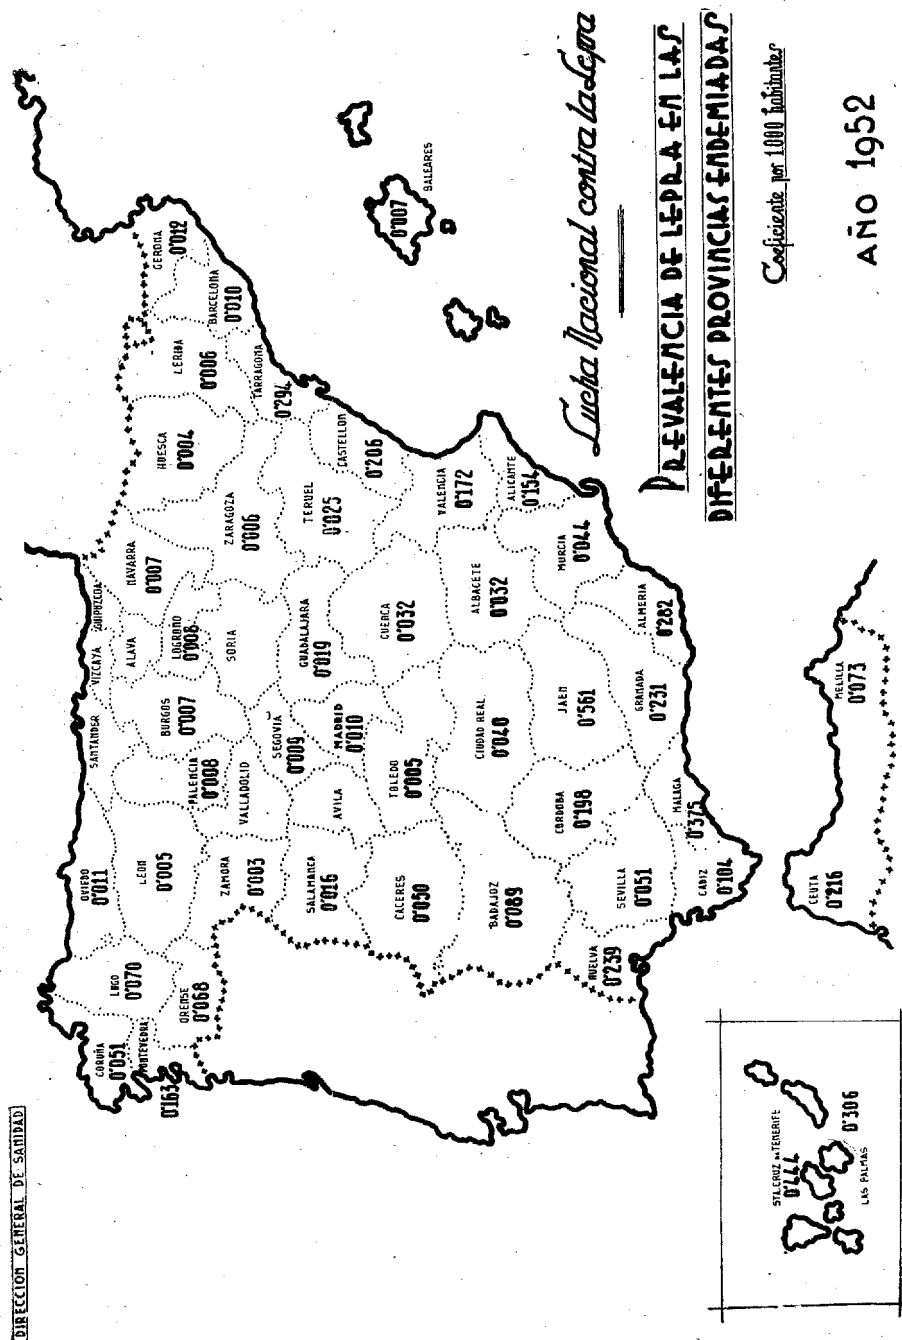 DIRECCION GENERAL DE SANIDAD
CORUÑA
0'051
LUGO
0'070
PONTEVEDRA
0'163
ORENSE
0'068
OVIEDO
0'011
LEON
0'005
ZAMORA
0'003
SALAMANCA
0'016
SANTANDER
VIZCAYA
GUIPUZCOA
ALAVA
NAVARRA
0'007
BURGOS
0'007
LOGROÑO
0'008
PALENCIA
0'008
VALLADOLID
SORIA
SEGOVIA
0'009
AVILA
MADRID
0'010
GUADALAJARA
0'019
HUESCA
0'004
ZARAGOZA
0'006
TERUEL
0'025
LERIDA
0'006
GERONA
0'012
BARCELONA
0'010
TARRAGONA
0'294
CASTELLON
0'206
CACERES
0'050
TOLEDO
0'005
CUENCA
0'032
VALENCIA
0'172
BALEARES
0'007
BADAJOZ
0'089
CIUDAD REAL
0'040
ALBACETE
0'032
ALICANTE
0'154
MURCIA
0'044
HUELVA
0'239
SEVILLA
0'051
CORDOBA
0'198
JAEN
0'561
CADIZ
0'104
MALAGA
0'375
GRANADA
0'231
ALMERIA
0'282
CEUTA
0'216
MELILLA
0'073
STA. CRUZ DE TENERIFE
0'444
LAS PALMAS
0'306
Lucha Nacional contra la Lepra
PREVALENCIA DE LEPRA EN LAS
DIFERENTES PROVINCIAS ENDEMIADAS
Coeficiente por 1.000 habitantes
AÑO 1952